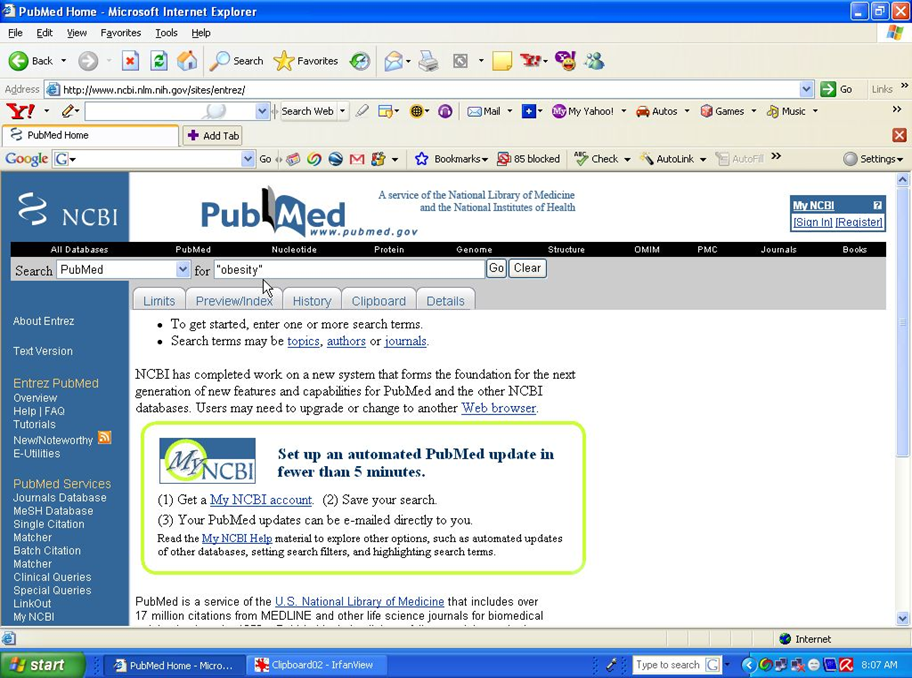 PubMed Home - Microsoft Internet Explorer
File Edit View Favorites Tools Help
Back Search Favorites
Address http://www.ncbi.nlm.nih.gov/sites/entrez/ Go Links »
Y! Search Web Mail My Yahoo! Autos Games Music »
PubMed Home Add Tab
Google G Go Bookmarks 85 blocked Check AutoLink AutoFill » Settings
NCBI
PubMed
www.pubmed.gov
A service of the National Library of Medicine
and the National Institutes of Health
My NCBI ?
[Sign In] [Register]
All Databases PubMed Nucleotide Protein Genome Structure OMIM PMC Journals Books
Search PubMed for "obesity" Go Clear
Limits Preview/Index History Clipboard Details
About Entrez
Text Version
Entrez PubMed
Overview
Help | FAQ
Tutorials
New/Noteworthy
E-Utilities
PubMed Services
Journals Database
MeSH Database
Single Citation
Matcher
Batch Citation
Matcher
Clinical Queries
Special Queries
LinkOut
My NCBI
• To get started, enter one or more search terms.
• Search terms may be topics, authors or journals.
NCBI has completed work on a new system that forms the foundation for the next
generation of new features and capabilities for PubMed and the other NCBI
databases. Users may need to upgrade or change to another Web browser.
My NCBI
Set up an automated PubMed update in
fewer than 5 minutes.
(1) Get a My NCBI account. (2) Save your search.
(3) Your PubMed updates can be e-mailed directly to you.
Read the My NCBI Help material to explore other options, such as automated updates
of other databases, setting search filters, and highlighting search terms.
PubMed is a service of the U.S. National Library of Medicine that includes over
17 million citations from MEDLINE and other life science journals for biomedical
Internet
start PubMed Home - Micro... Clipboard02 - IrfanView Type to search G 8:07 AM